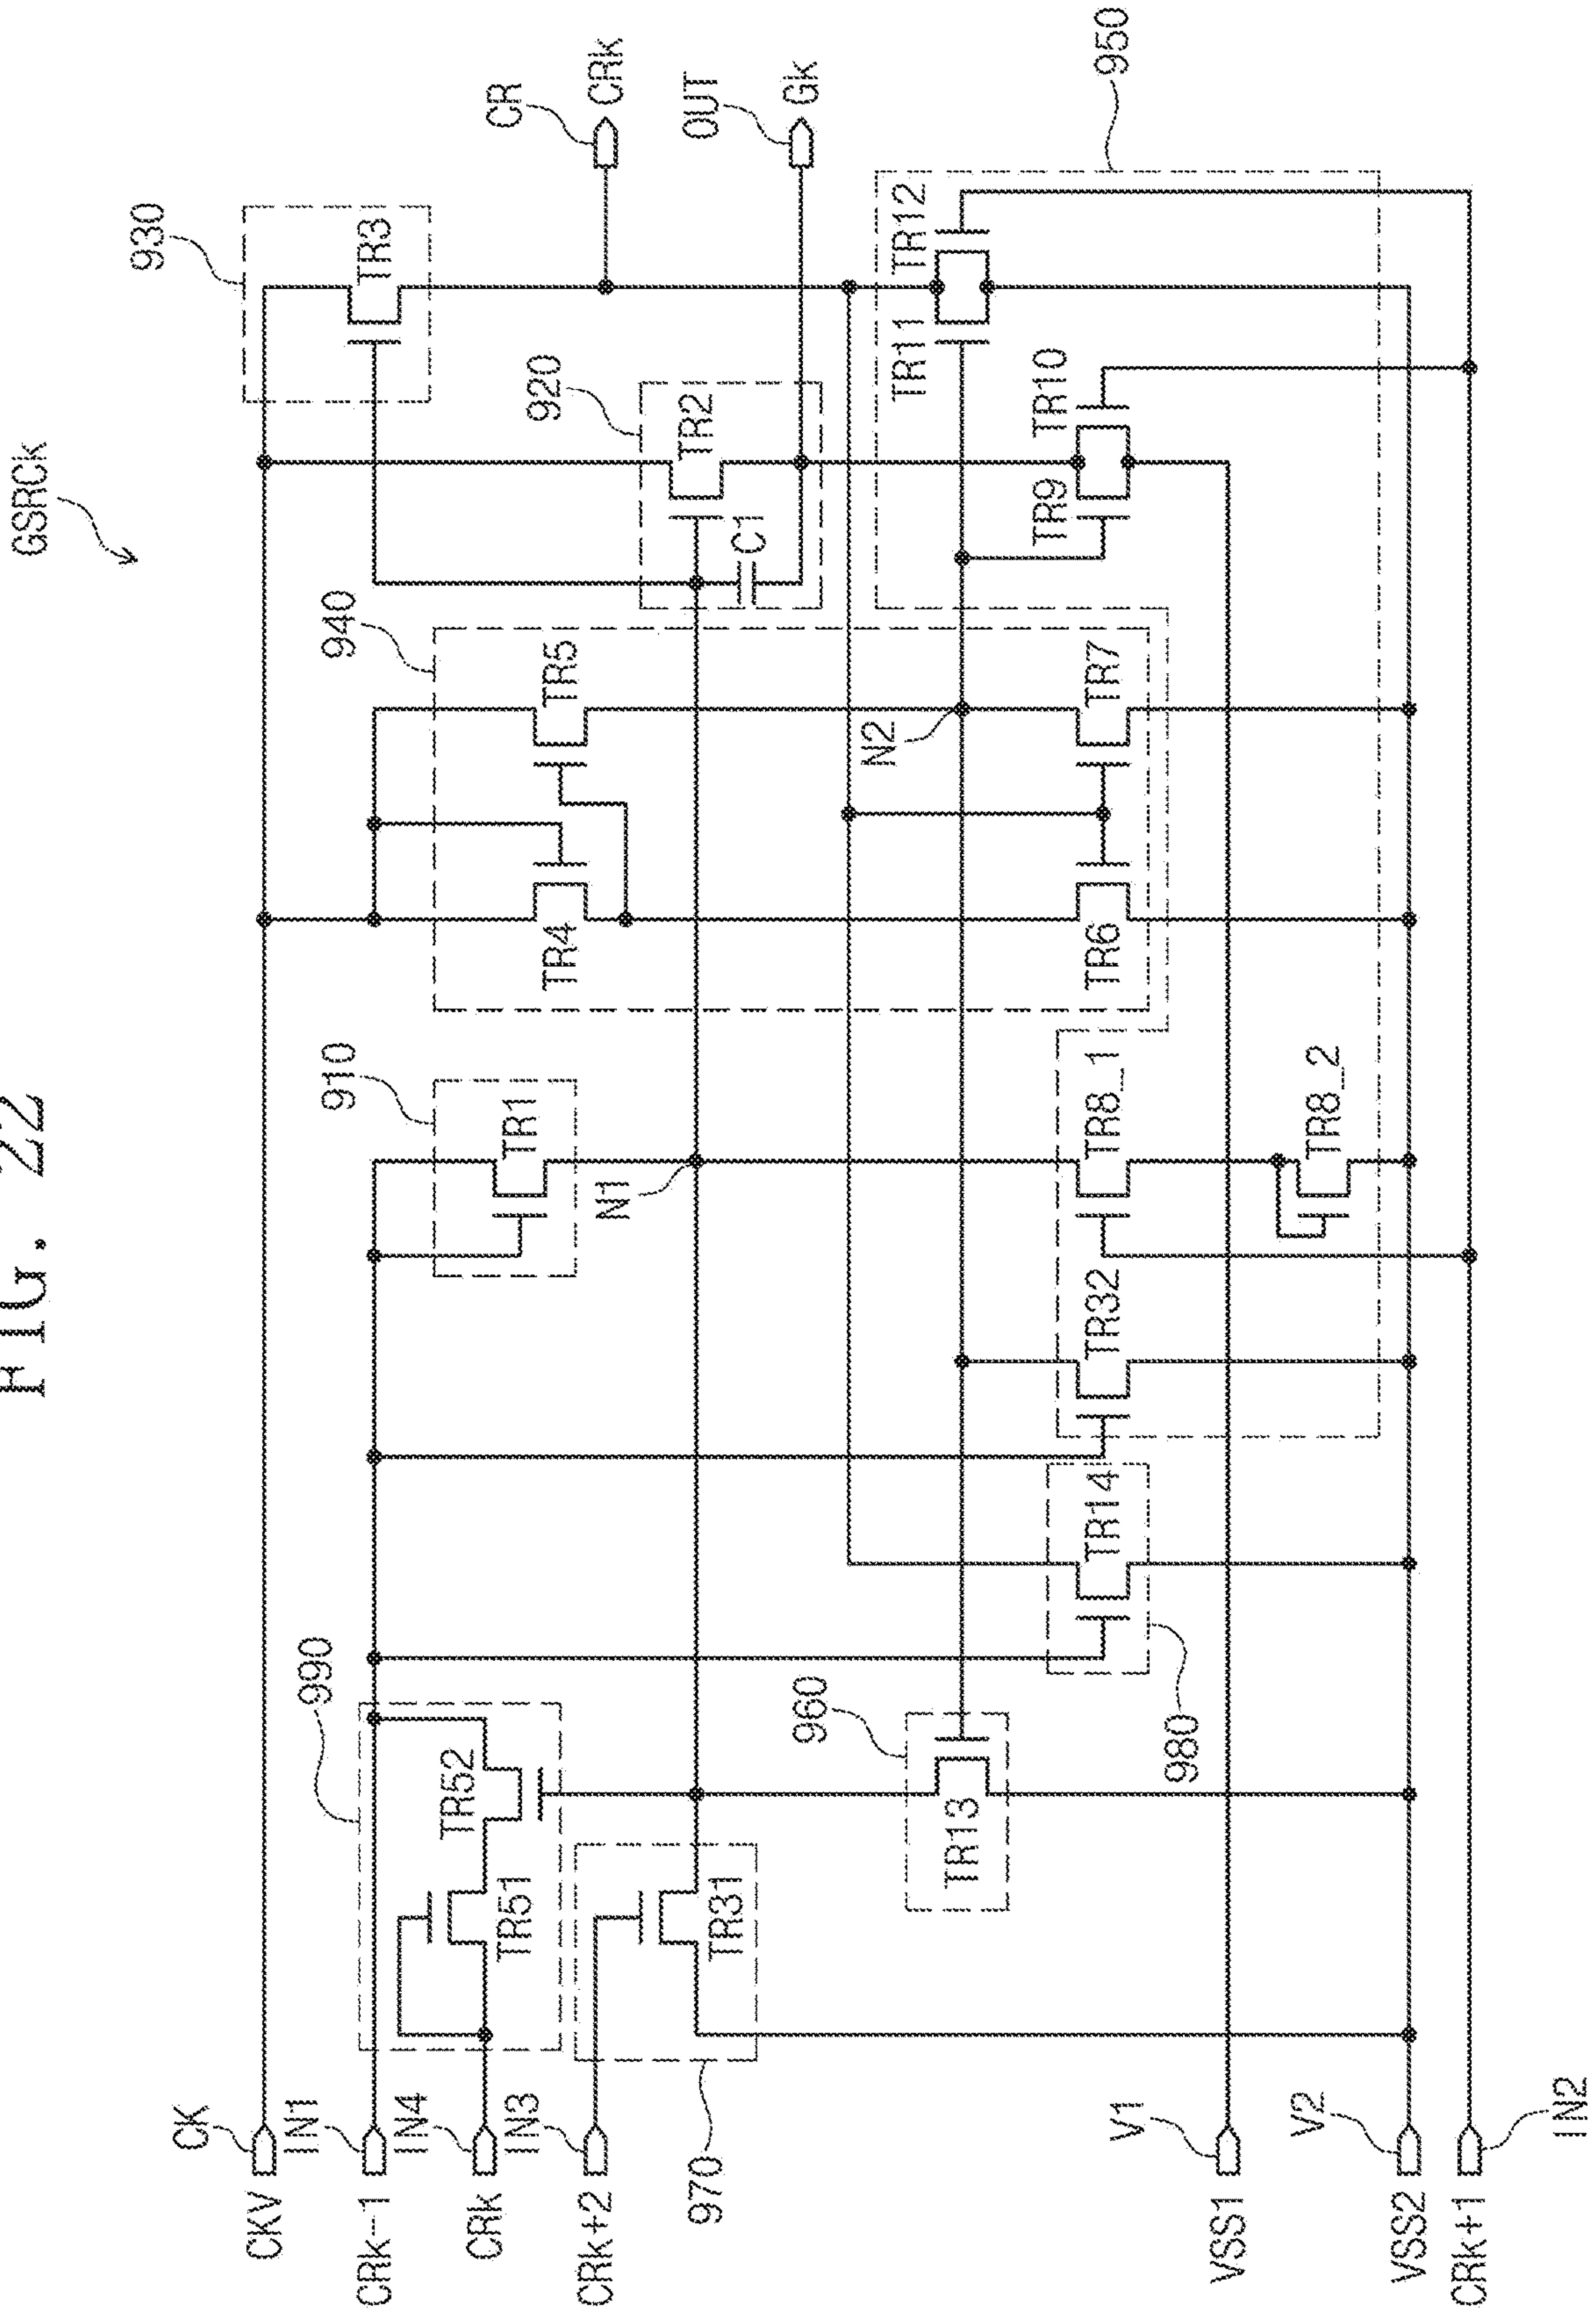 FIG. 22
GSRCk
930
TR3
CR
CRk
920
TR2
C1
OUT
Gk
940
TR5
TR4
N2
TR7
TR6
950
TR11
TR12
TR9
TR10
910
TR1
N1
TR8_1
TR8_2
TR32
990
TR52
TR51
TR14
980
960
TR13
TR31
970
CK
CKV
IN1
CRk-1
IN4
CRk
IN3
CRk+2
V1
VSS1
V2
VSS2
CRk+1
IN2